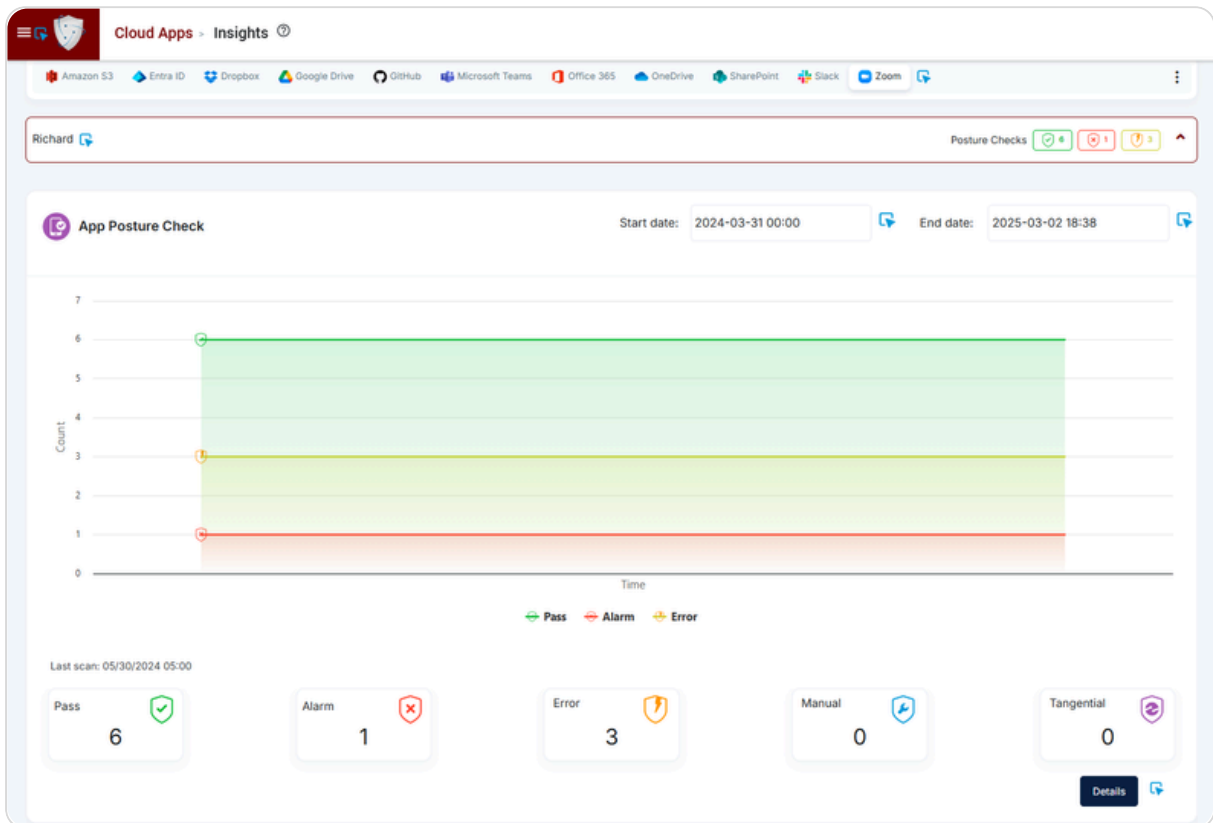 Cloud Apps > Insights ?
Amazon S3 Entra ID Dropbox Google Drive GitHub Microsoft Teams Office 365 OneDrive SharePoint Slack Zoom
Richard Posture Checks 6 1 3
App Posture Check Start date: 2024-03-31 00:00 End date: 2025-03-02 18:38
7
6
5
4
3
2
1
0
Count
Time
Pass Alarm Error
Last scan: 05/30/2024 05:00
Pass Alarm Error Manual Tangential
6 1 3 0 0
Details